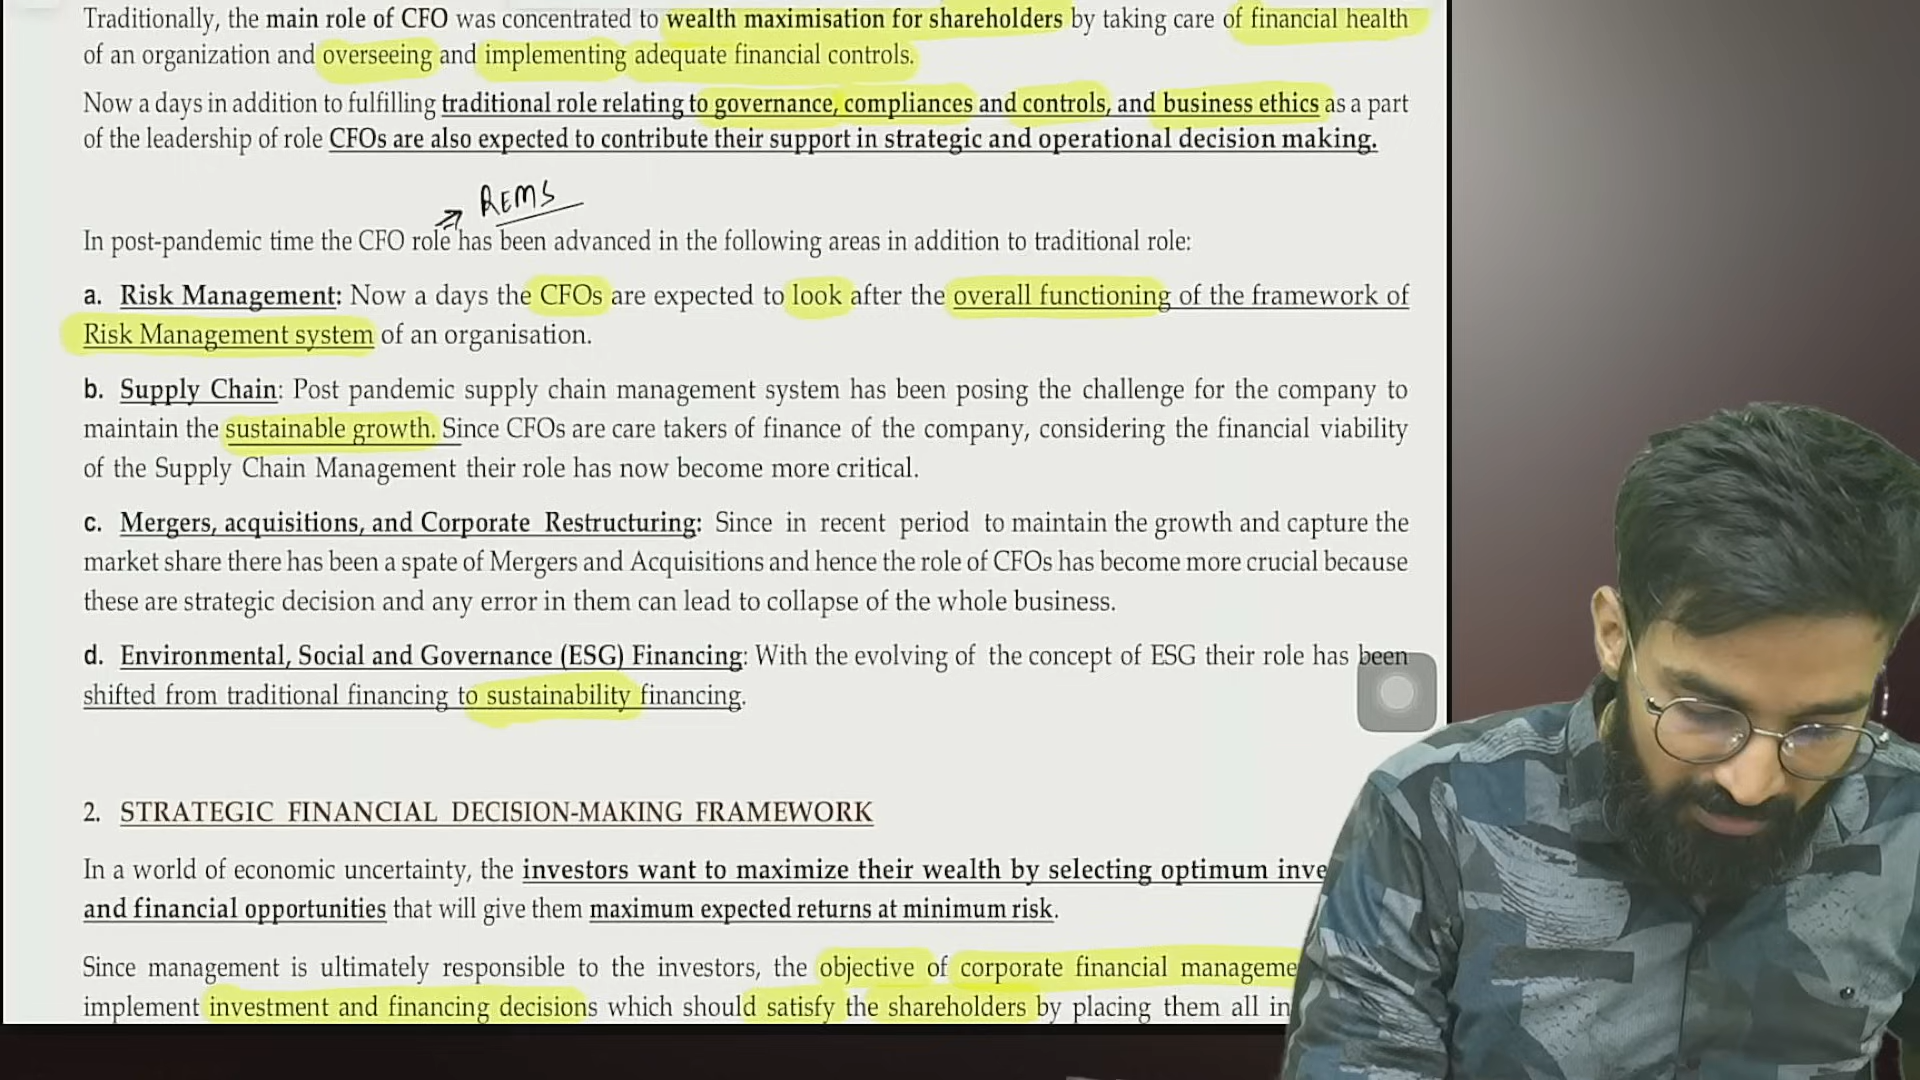 Traditionally, the main role of CFO was concentrated to wealth maximisation for shareholders by taking care of financial health
of an organization and overseeing and implementing adequate financial controls.
Now a days in addition to fulfilling traditional role relating to governance, compliances and controls, and business ethics as a part
of the leadership of role CFOs are also expected to contribute their support in strategic and operational decision making.
REMS
In post-pandemic time the CFO role has been advanced in the following areas in addition to traditional role:
a. Risk Management: Now a days the CFOs are expected to look after the overall functioning of the framework of
Risk Management system of an organisation.
b. Supply Chain: Post pandemic supply chain management system has been posing the challenge for the company to
maintain the sustainable growth. Since CFOs are care takers of finance of the company, considering the financial viability
of the Supply Chain Management their role has now become more critical.
c. Mergers, acquisitions, and Corporate Restructuring: Since in recent period to maintain the growth and capture the
market share there has been a spate of Mergers and Acquisitions and hence the role of CFOs has become more crucial because
these are strategic decision and any error in them can lead to collapse of the whole business.
d. Environmental, Social and Governance (ESG) Financing: With the evolving of the concept of ESG their role has been
shifted from traditional financing to sustainability financing.
2. STRATEGIC FINANCIAL DECISION-MAKING FRAMEWORK
In a world of economic uncertainty, the investors want to maximize their wealth by selecting optimum inve
and financial opportunities that will give them maximum expected returns at minimum risk.
Since management is ultimately responsible to the investors, the objective of corporate financial manageme
implement investment and financing decisions which should satisfy the shareholders by placing them all in